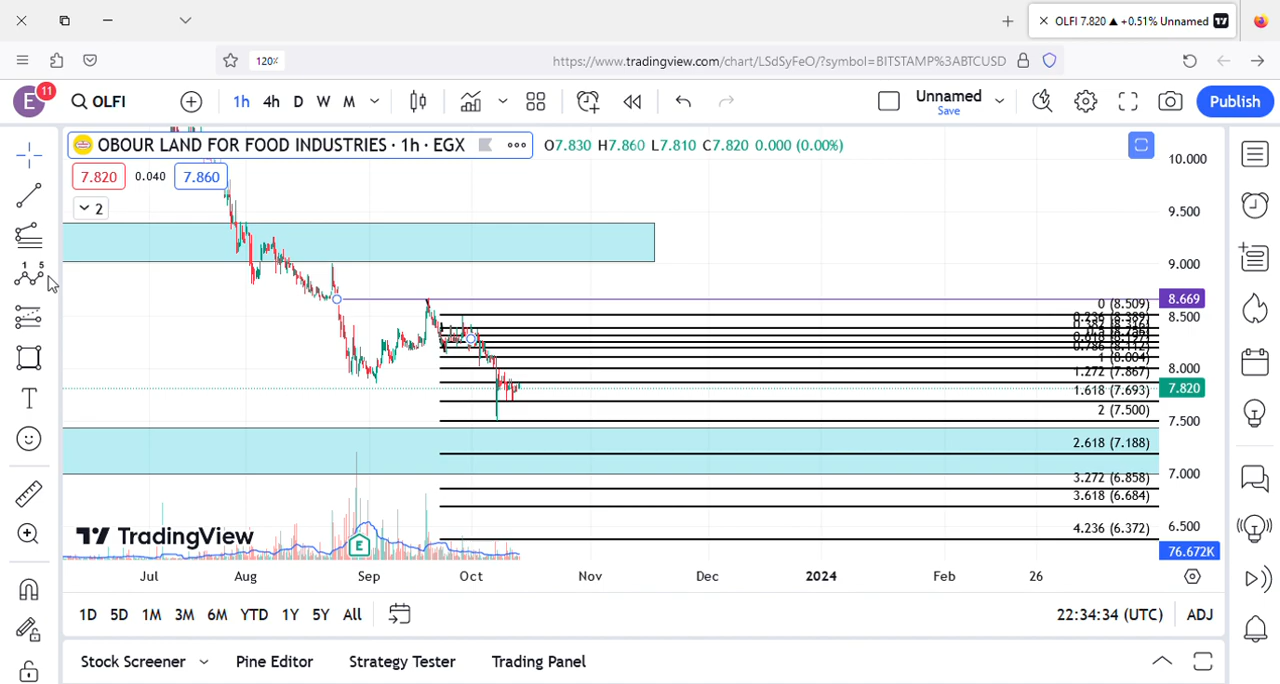 OLFI 7.820 ▲ +0.51% Unnamed
120%
https://www.tradingview.com/chart/LSdSyFeO/?symbol=BITSTAMP%3ABTCUSD
E
11
OLFI
1h
4h
D
W
M
Unnamed
Save
Publish
OBOUR LAND FOR FOOD INDUSTRIES · 1h · EGX
O7.830 H7.860 L7.810 C7.820 0.000 (0.00%)
7.820
0.040
7.860
2
10.000
9.500
9.000
8.669
8.500
8.000
7.820
7.500
7.000
6.500
76.672K
0 (8.509)
0.236 (8.389)
1 (8.004)
1.272 (7.867)
1.618 (7.693)
2 (7.500)
2.618 (7.188)
3.272 (6.858)
3.618 (6.684)
4.236 (6.372)
1 5
T
TradingView
E
Jul
Aug
Sep
Oct
Nov
Dec
2024
Feb
26
1D
5D
1M
3M
6M
YTD
1Y
5Y
All
22:34:34 (UTC)
ADJ
Stock Screener
Pine Editor
Strategy Tester
Trading Panel